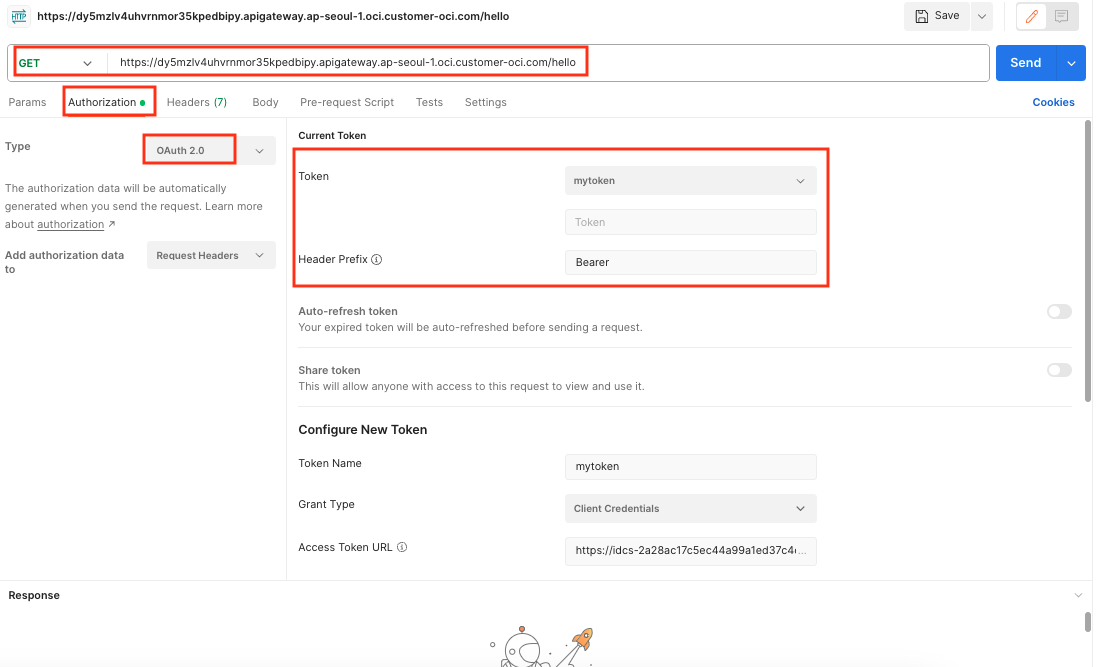 HTTP https://dy5mzlv4uhvrnmor35kpedbipy.apigateway.ap-seoul-1.oci.customer-oci.com/hello
Save
GET https://dy5mzlv4uhvrnmor35kpedbipy.apigateway.ap-seoul-1.oci.customer-oci.com/hello
Send
Params Authorization Headers (7) Body Pre-request Script Tests Settings Cookies
Type OAuth 2.0
The authorization data will be automatically
generated when you send the request. Learn more
about authorization ↗
Add authorization data
to
Request Headers
Current Token
Token mytoken
Token
Header Prefix Bearer
Auto-refresh token
Your expired token will be auto-refreshed before sending a request.
Share token
This will allow anyone with access to this request to view and use it.
Configure New Token
Token Name mytoken
Grant Type Client Credentials
Access Token URL https://idcs-2a28ac17c5ec44a99a1ed37c4...
Response